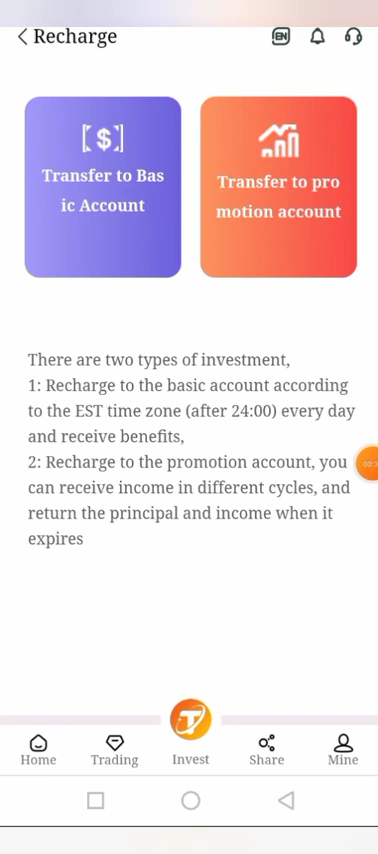 Recharge
EN
$
Transfer to Bas
ic Account
Transfer to pro
motion account
There are two types of investment,
1: Recharge to the basic account according
to the EST time zone (after 24:00) every day
and receive benefits,
2: Recharge to the promotion account, you
can receive income in different cycles, and
return the principal and income when it
expires
T
Home
Trading
Invest
Share
Mine